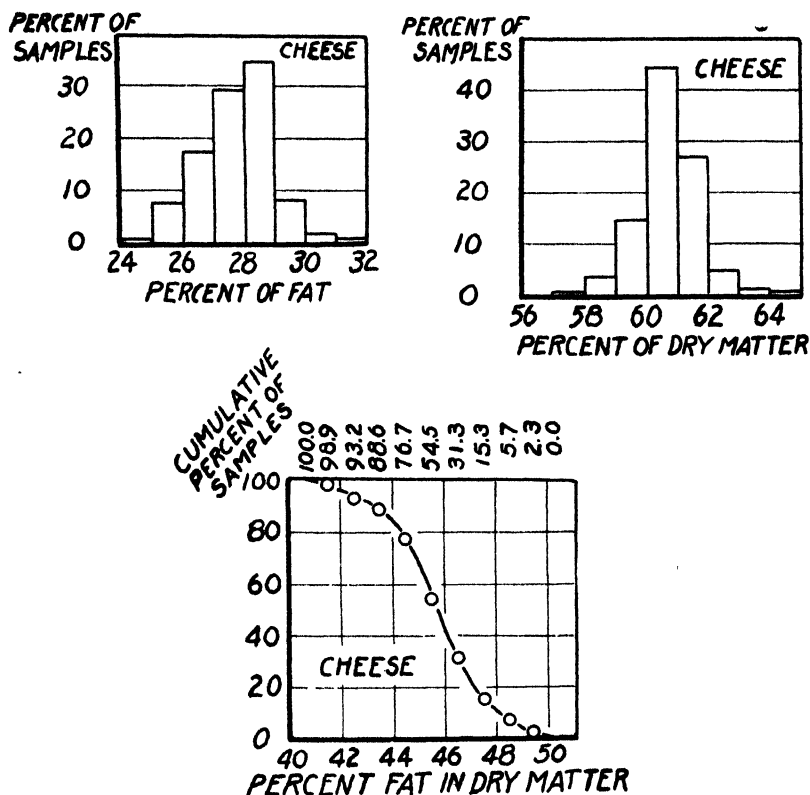 PERCENT OF
SAMPLES
CHEESE
30
20
10
0
24 26 28 30 32
PERCENT OF FAT
PERCENT OF
SAMPLES
CHEESE
40
30
20
10
0
56 58 60 62 64
PERCENT OF DRY MATTER
CUMULATIVE
PERCENT OF
SAMPLES
100.0
98.9
93.2
88.6
76.7
54.5
31.3
15.3
5.7
2.3
0.0
100
80
60
40
20
0
CHEESE
40 42 44 46 48 50
PERCENT FAT IN DRY MATTER